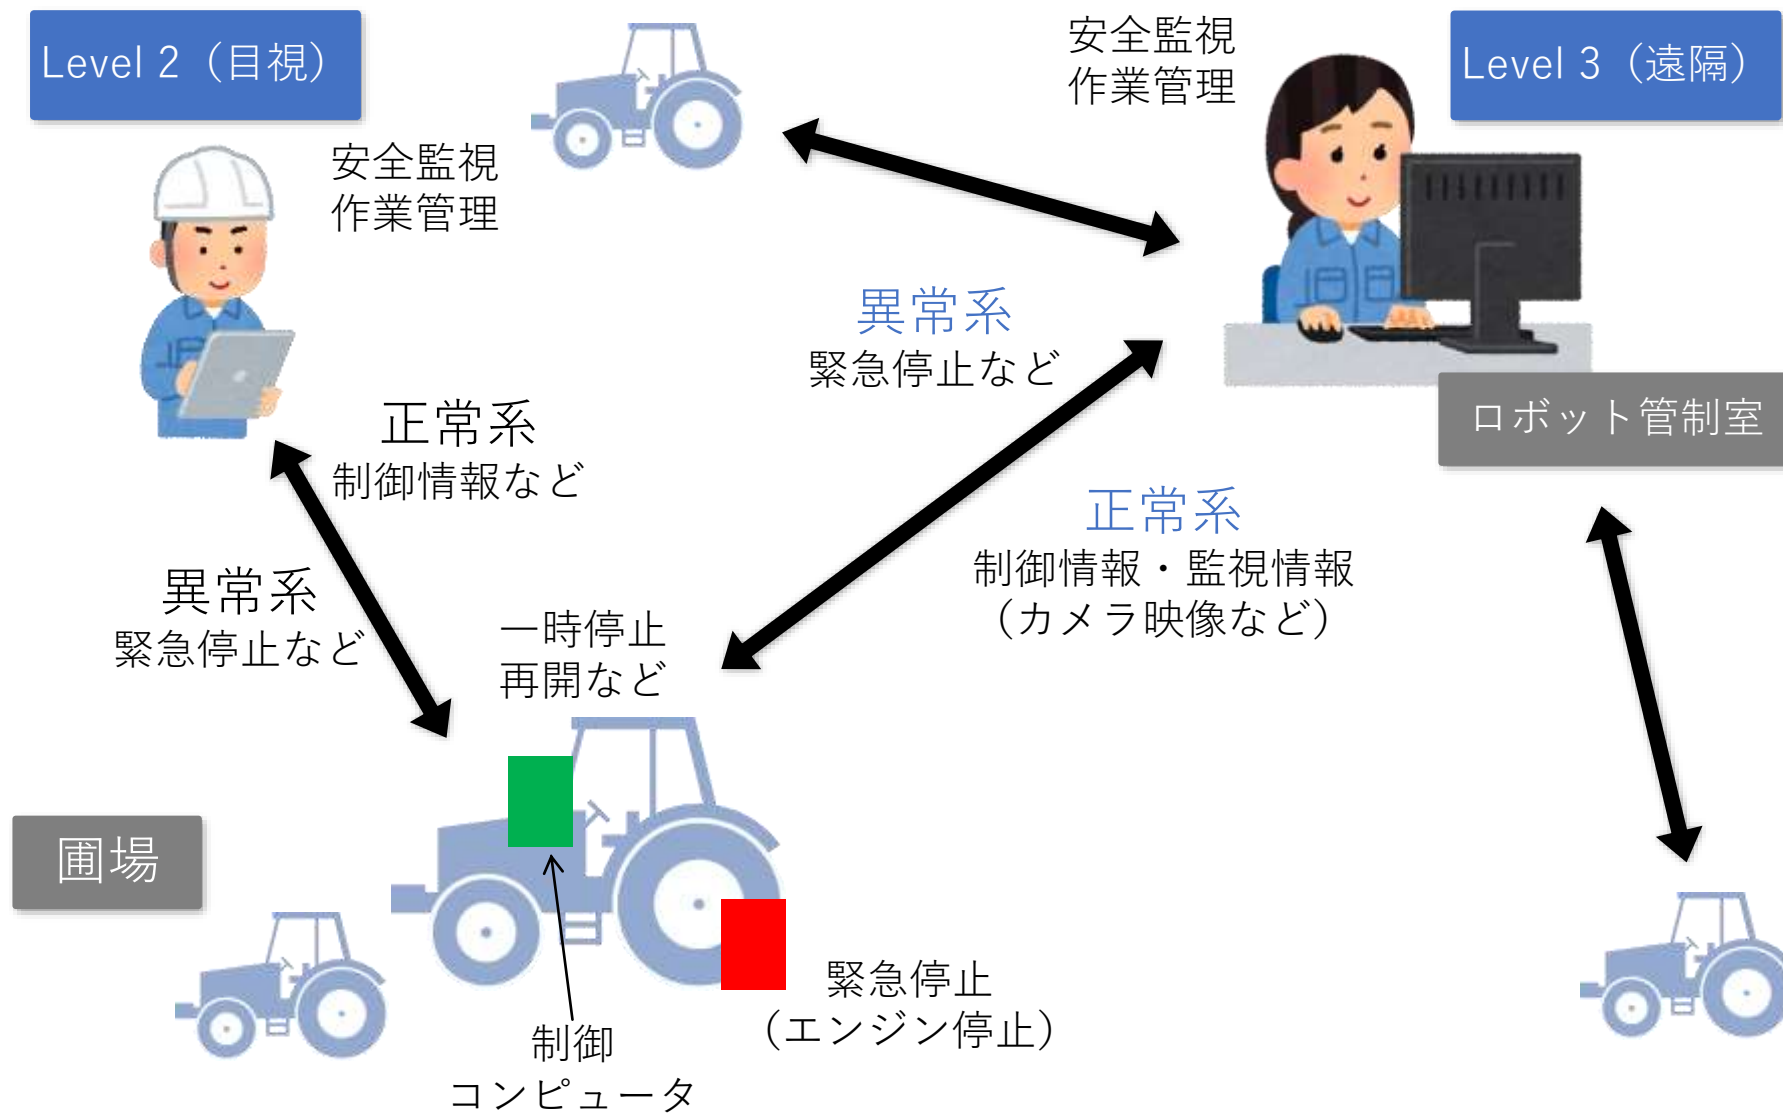 Level 2（目視）
安全監視
作業管理
安全監視
作業管理
Level 3（遠隔）
異常系
緊急停止など
ロボット管制室
正常系
制御情報など
正常系
制御情報・監視情報
（カメラ映像など）
異常系
緊急停止など
一時停止
再開など
圃場
緊急停止
（エンジン停止）
制御
コンピュータ